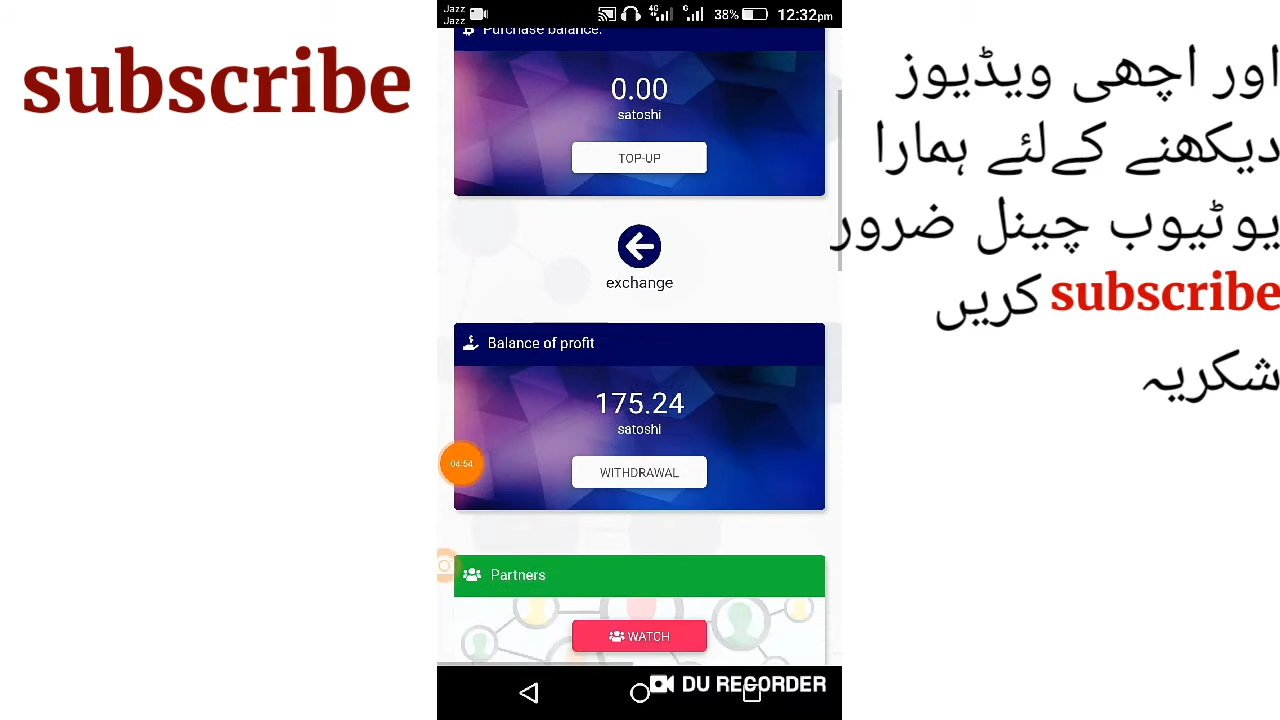 subscribe
Jazz
Jazz
4G
G
38%
12:32pm
Purchase balance:
0.00
satoshi
TOP-UP
exchange
Balance of profit
175.24
satoshi
04:54
WITHDRAWAL
Partners
WATCH
DU RECORDER
اور اچھی ویڈیوز
دیکھنے کےلئے ہمارا
یوٹیوب چینل ضرور
subscribe کریں
شکریہ